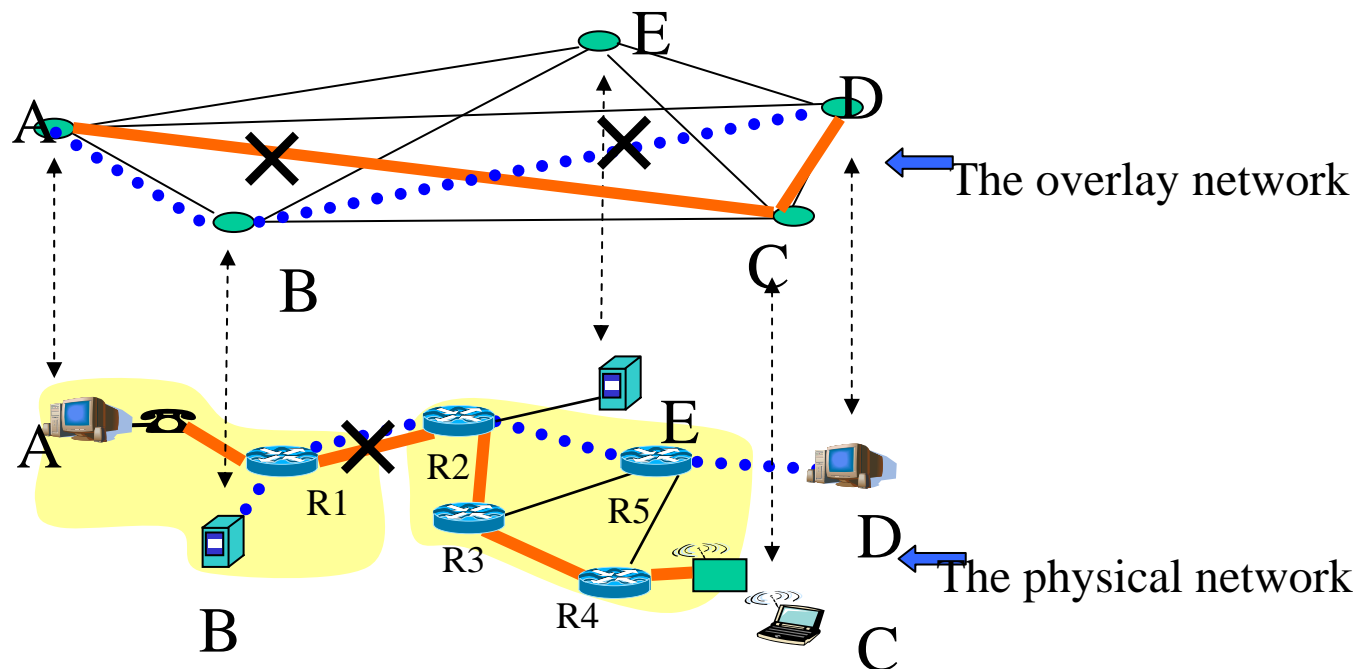 E
D
A
The overlay network
C
B
A
E
R2
R1
R5
D
R3
The physical network
R4
B
C